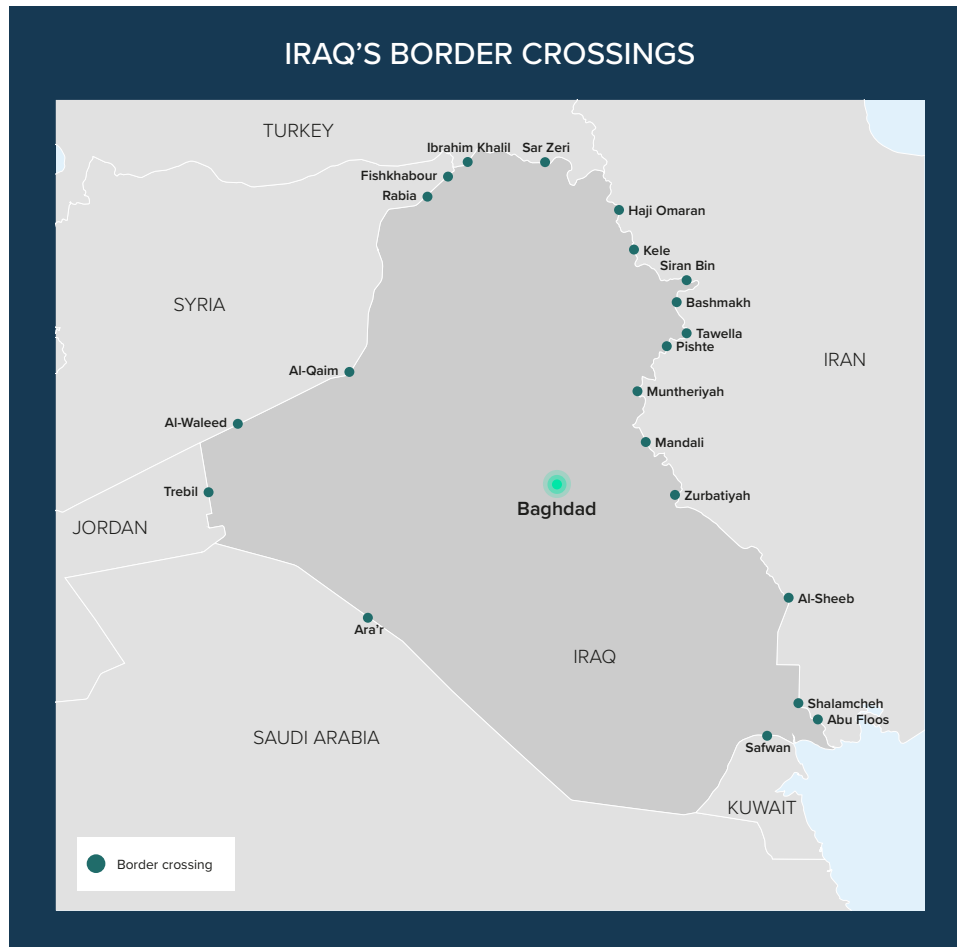 IRAQ’S BORDER CROSSINGS
TURKEY
Ibrahim Khalil
Sar Zeri
Fishkhabour
Rabia
Haji Omaran
Kele
Siran Bin
Bashmakh
SYRIA
Tawella
Pishte
IRAN
Al-Qaim
Muntheriyah
Al-Waleed
Mandali
Trebil
Zurbatiyah
Baghdad
JORDAN
Al-Sheeb
Ara’r
IRAQ
Shalamcheh
Abu Floos
SAUDI ARABIA
Safwan
KUWAIT
Border crossing